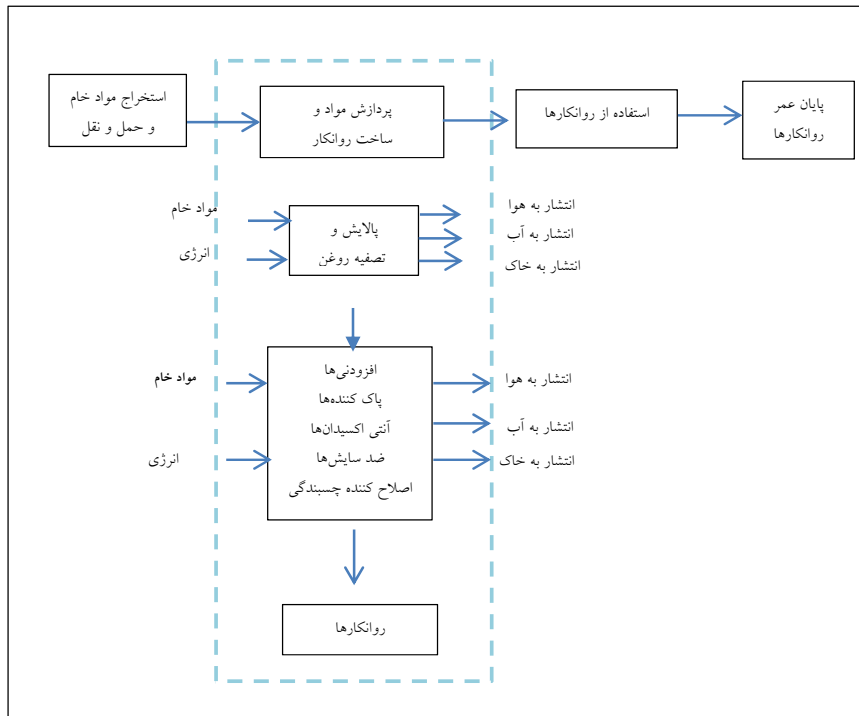 استخراج مواد خام
و حمل و نقل
پردازش مواد و
ساخت روانکار
استفاده از روانکارها
پایان عمر
روانکارها
مواد خام
انرژی
پالایش و
تصفیه روغن
انتشار به هوا
انتشار به آب
انتشار به خاک
مواد خام
انرژی
افزودنی‌ها
پاک کننده‌ها
آنتی اکسیدان‌ها
ضد سایش‌ها
اصلاح کننده چسبندگی
انتشار به هوا
انتشار به آب
انتشار به خاک
روانکارها